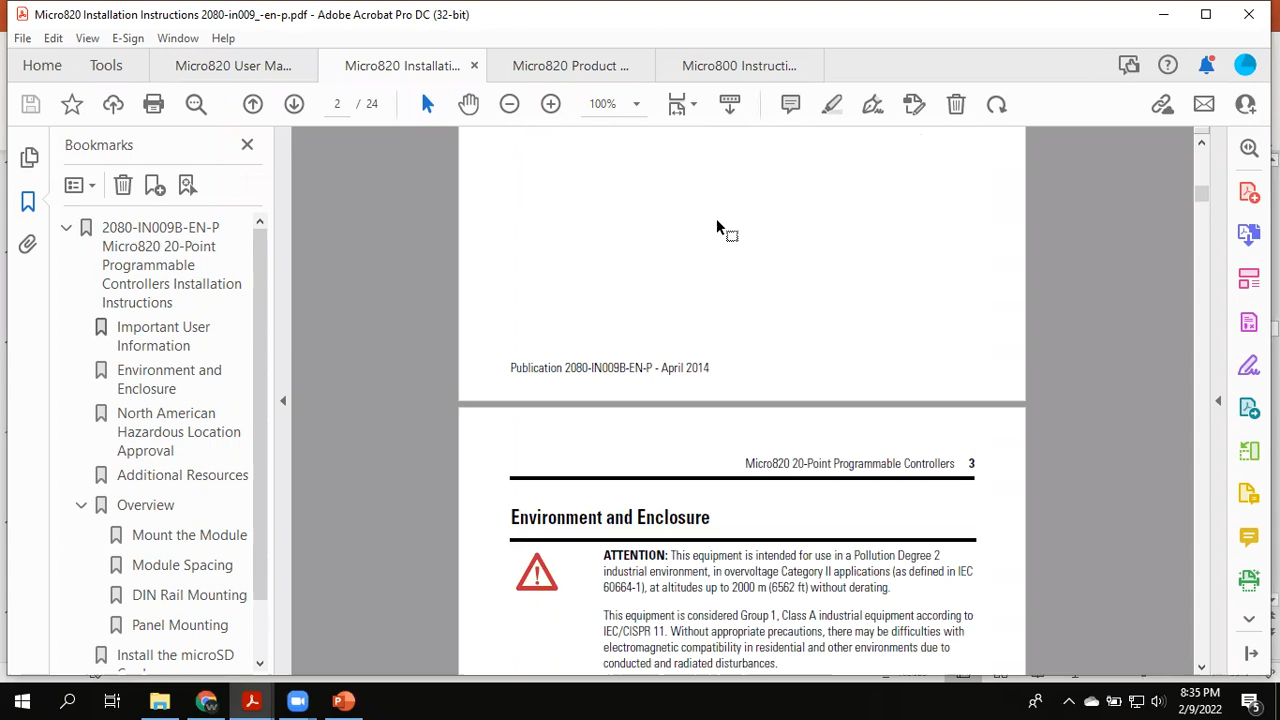 Micro820 Installation Instructions 2080-in009_-en-p.pdf - Adobe Acrobat Pro DC (32-bit)
File Edit View E-Sign Window Help
Home Tools Micro820 User Ma... Micro820 Installati... × Micro820 Product ... Micro800 Instructi...
2 / 24 100%
Bookmarks
2080-IN009B-EN-P
Micro820 20-Point
Programmable
Controllers Installation
Instructions
Important User
Information
Environment and
Enclosure
North American
Hazardous Location
Approval
Additional Resources
Overview
Mount the Module
Module Spacing
DIN Rail Mounting
Panel Mounting
Install the microSD
Publication 2080-IN009B-EN-P - April 2014
Micro820 20-Point Programmable Controllers 3
Environment and Enclosure
ATTENTION: This equipment is intended for use in a Pollution Degree 2
industrial environment, in overvoltage Category II applications (as defined in IEC
60664-1), at altitudes up to 2000 m (6562 ft) without derating.
This equipment is considered Group 1, Class A industrial equipment according to
IEC/CISPR 11. Without appropriate precautions, there may be difficulties with
electromagnetic compatibility in residential and other environments due to
conducted and radiated disturbances.
8:35 PM
2/9/2022
5